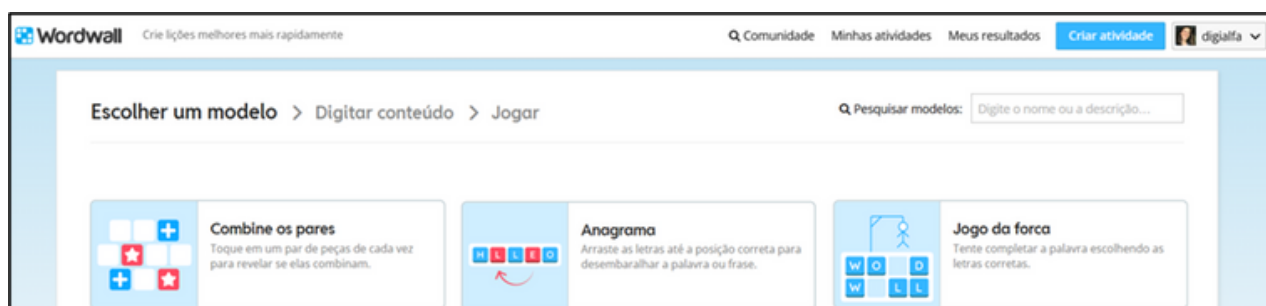 Wordwall Crie lições melhores mais rapidamente Comunidade Minhas atividades Meus resultados Criar atividade digialfa
Escolher um modelo > Digitar conteúdo > Jogar Pesquisar modelos: Digite o nome ou a descrição...
Combine os pares
Toque em um par de peças de cada vez
para revelar se elas combinam.
H L L E O
Anagrama
Arraste as letras até a posição correta para
desembaralhar a palavra ou frase.
W O D
W L L
Jogo da forca
Tente completar a palavra escolhendo as
letras corretas.